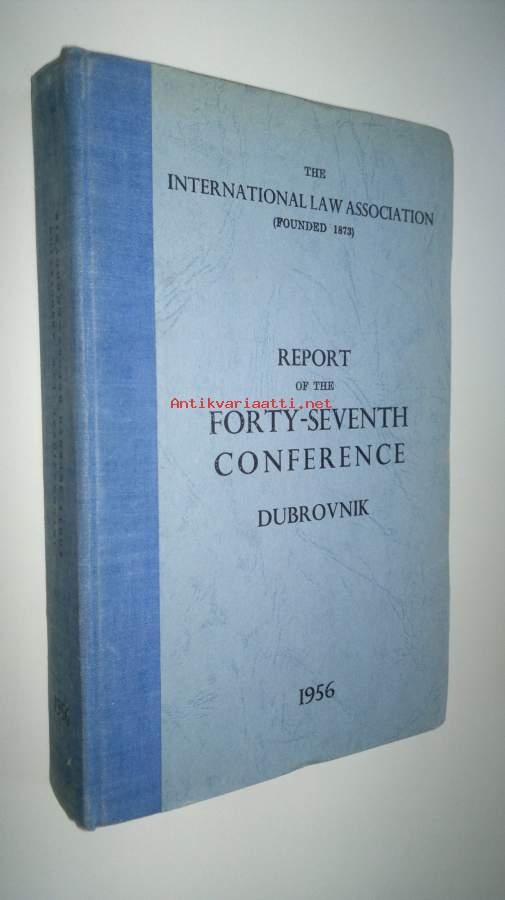 THE
INTERNATIONAL LAW ASSOCIATION
(FOUNDED 1873)
REPORT
OF THE
Antikvariaatti.net
FORTY-SEVENTH
CONFERENCE
DUBROVNIK
1956
1956